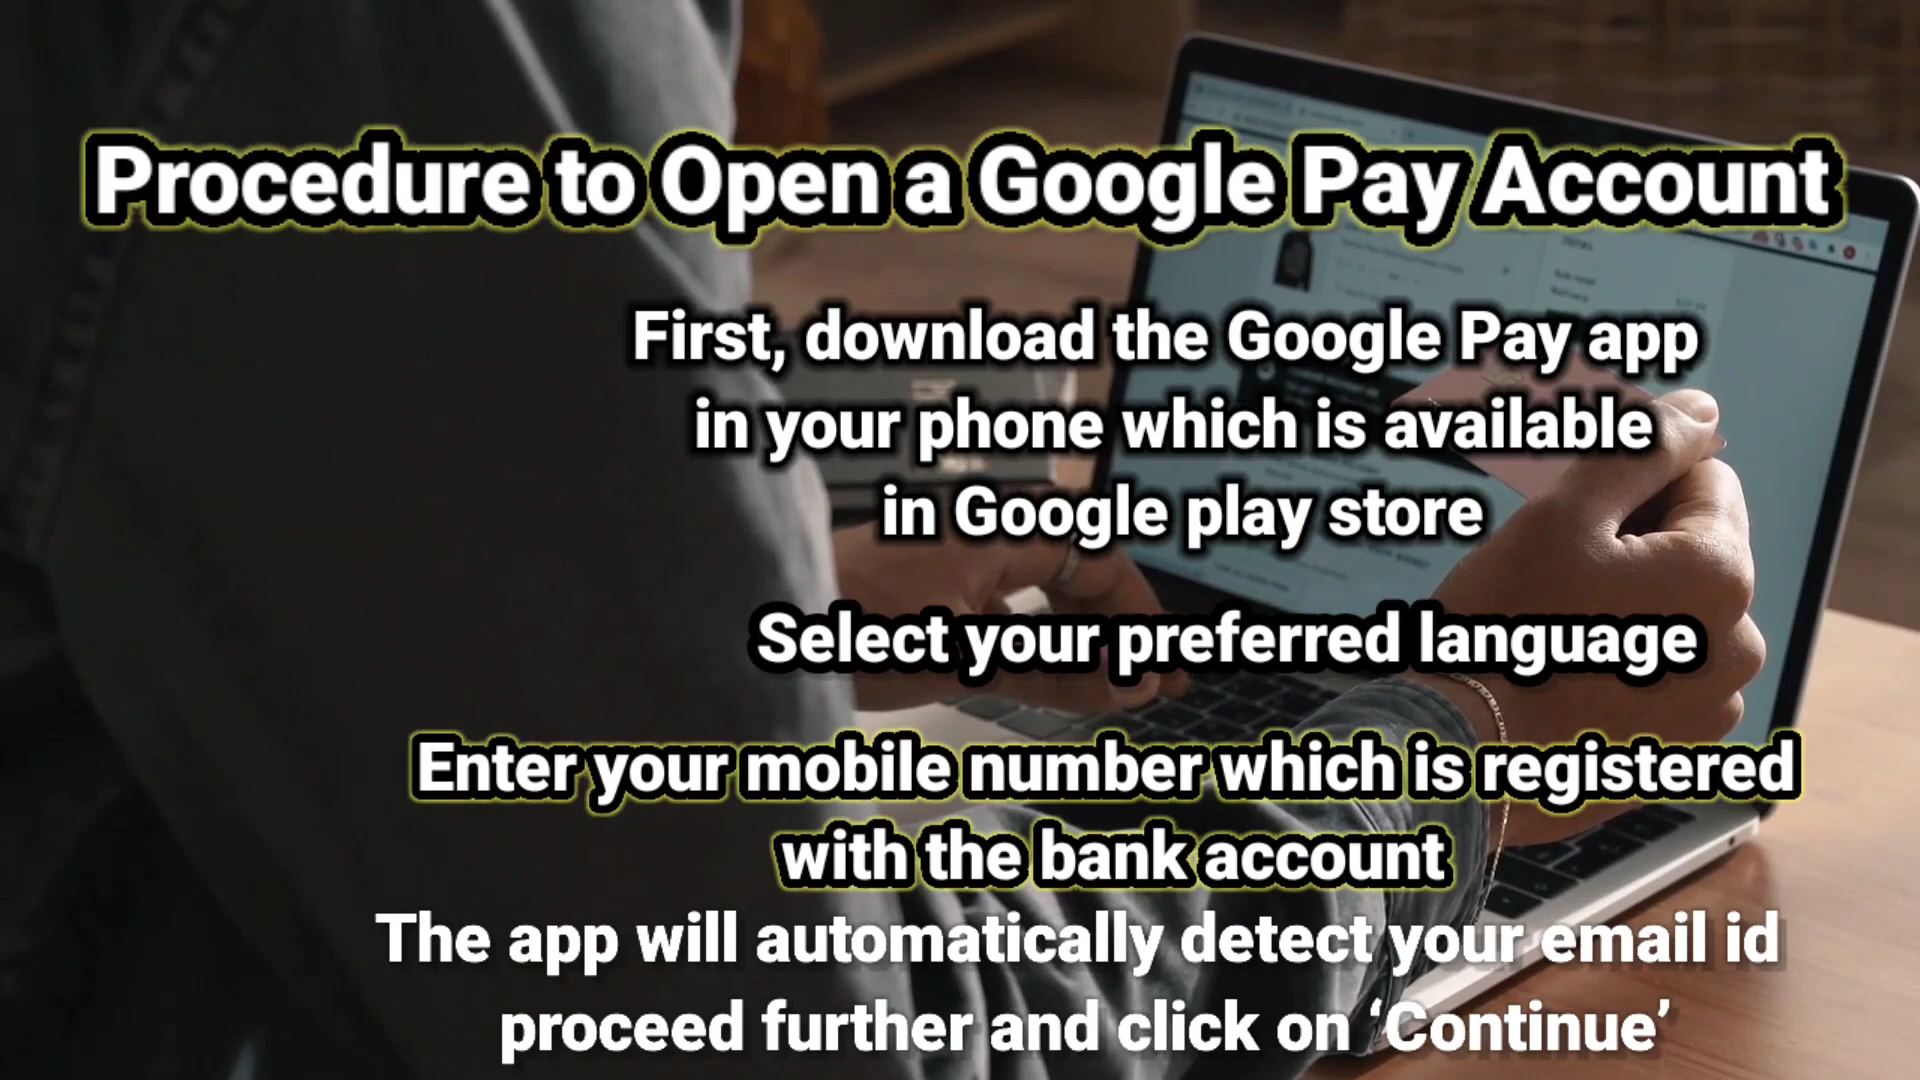 Procedure to Open a Google Pay Account
First, download the Google Pay app
in your phone which is available
in Google play store
Select your preferred language
Enter your mobile number which is registered
with the bank account
The app will automatically detect your email id
proceed further and click on ‘Continue’